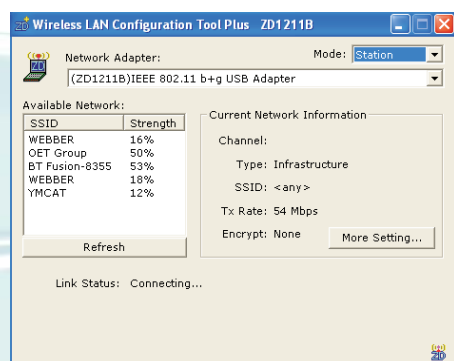 Wireless LAN Configuration Tool Plus ZD1211B
Network Adapter:
Mode: Station
(ZD1211B)IEEE 802.11 b+g USB Adapter
Available Network:
SSID Strength
WEBBER 16%
OET Group 50%
BT Fusion-8355 53%
WEBBER 18%
YMCAT 12%
Refresh
Current Network Information
Channel:
Type: Infrastructure
SSID: <any>
Tx Rate: 54 Mbps
Encrypt: None
More Setting...
Link Status: Connecting...
ZD